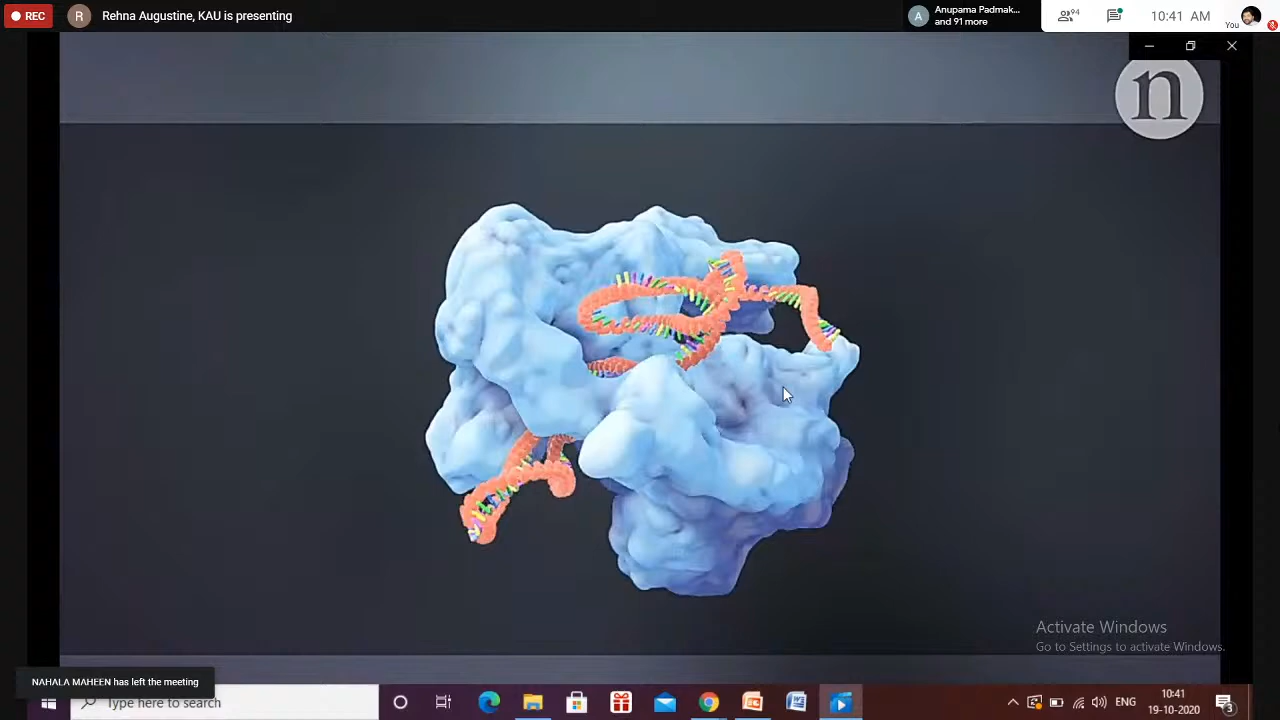 REC
R
Rehna Augustine, KAU is presenting
A
Anupama Padmak...
and 91 more
94
10:41 AM
You
n
Activate Windows
Go to Settings to activate Windows.
NAHALA MAHEEN has left the meeting
Type here to search
ENG
10:41
19-10-2020
3